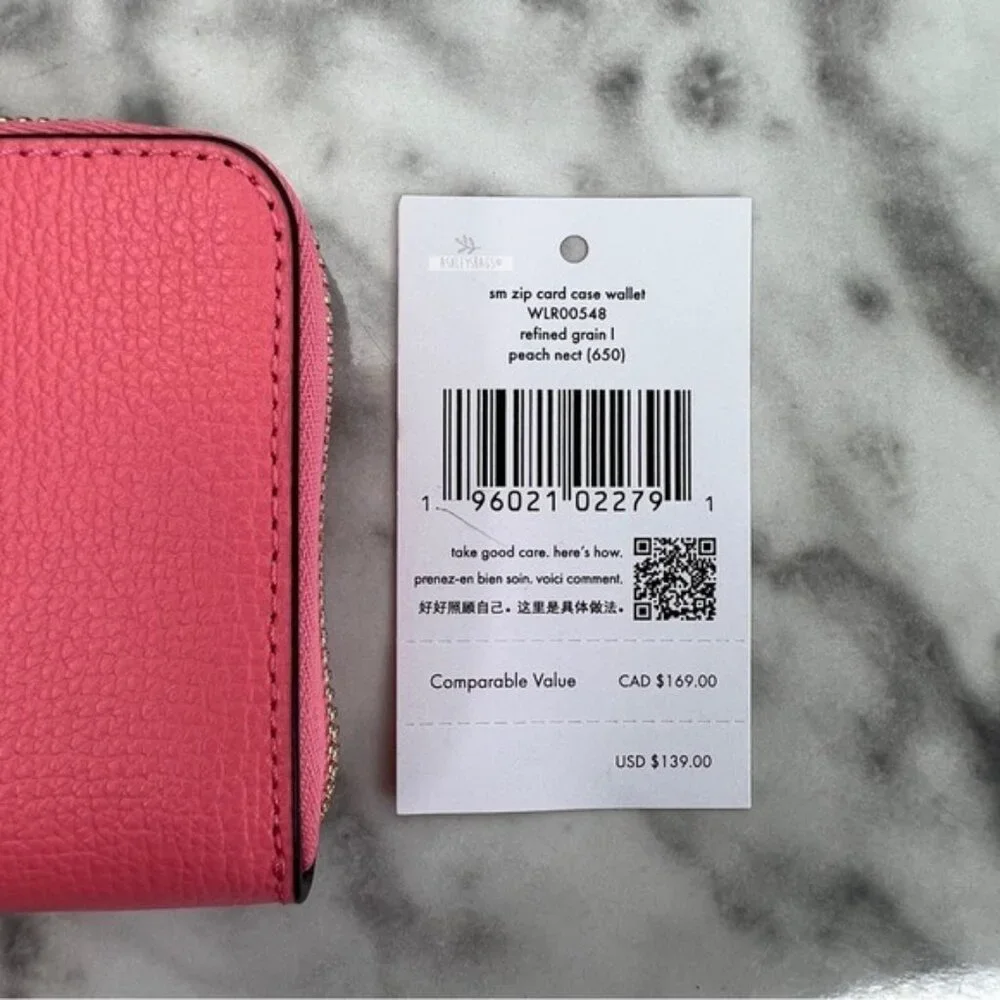 ASHLEYSBAGS®
sm zip card case wallet
WLR00548
refined grain l
peach nect (650)
1 96021 02279 1
take good care. here's how.
prenez-en bien soin. voici comment.
好好照顾自己。这里是具体做法。
Comparable Value CAD $169.00
USD $139.00